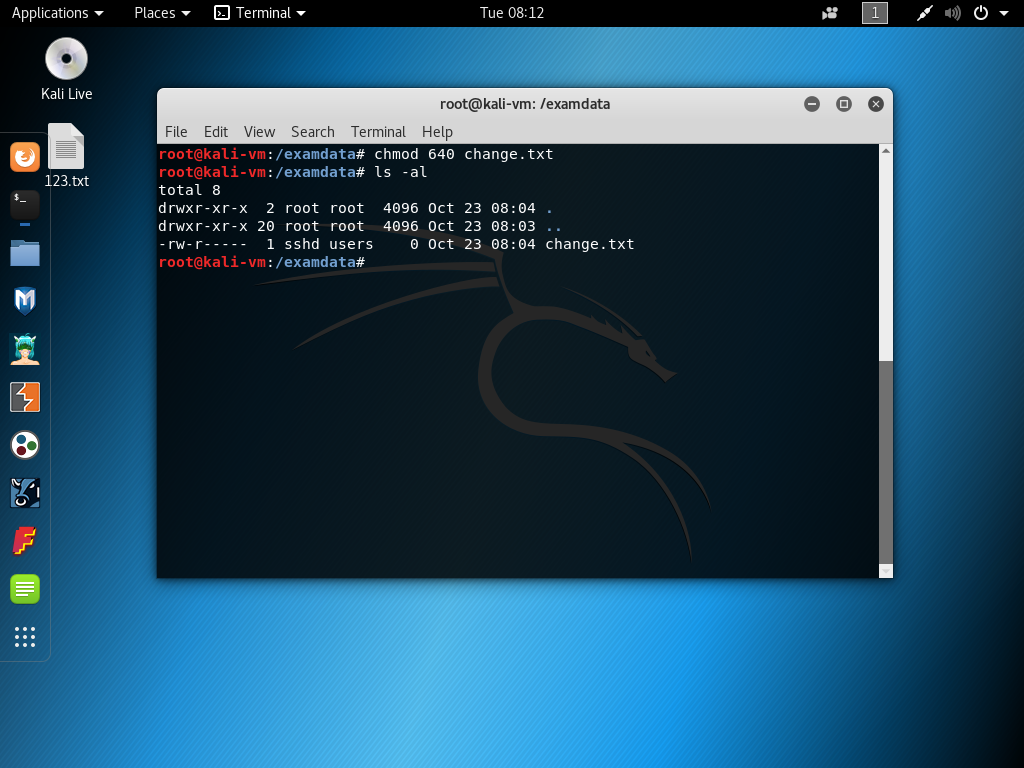 Applications Places Terminal Tue 08:12 1
Kali Live
123.txt
root@kali-vm: /examdata
File Edit View Search Terminal Help
root@kali-vm:/examdata# chmod 640 change.txt
root@kali-vm:/examdata# ls -al
total 8
drwxr-xr-x  2 root root  4096 Oct 23 08:04 .
drwxr-xr-x 20 root root  4096 Oct 23 08:03 ..
-rw-r-----  1 sshd users    0 Oct 23 08:04 change.txt
root@kali-vm:/examdata#